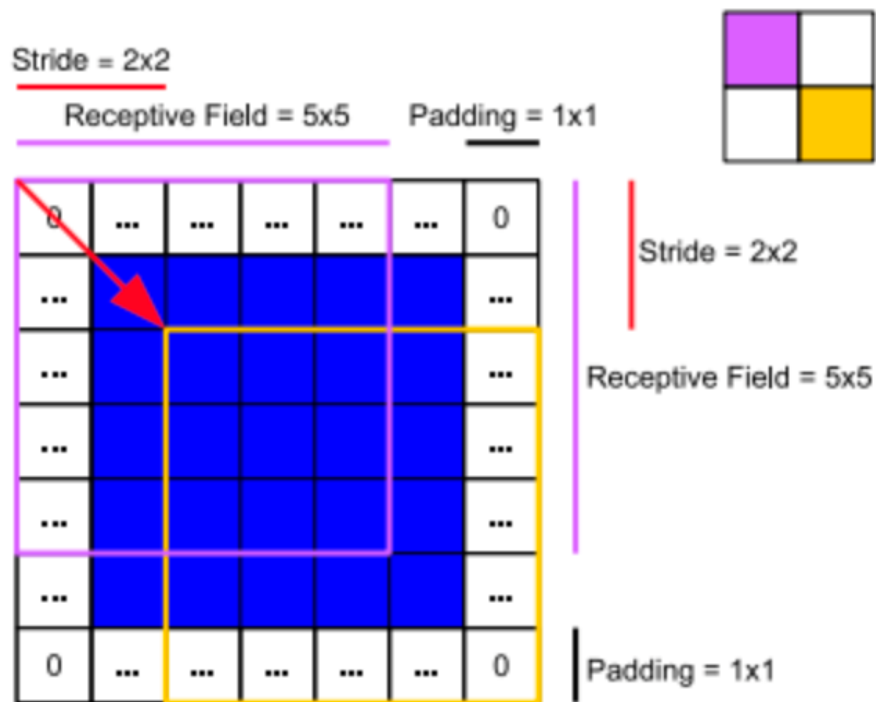 Stride = 2x2
Receptive Field = 5x5 Padding = 1x1
0 ... ... ... ... ... 0
... ... Stride = 2x2
... ... Receptive Field = 5x5
... ...
... ...
... ...
0 ... ... ... ... ... 0 Padding = 1x1